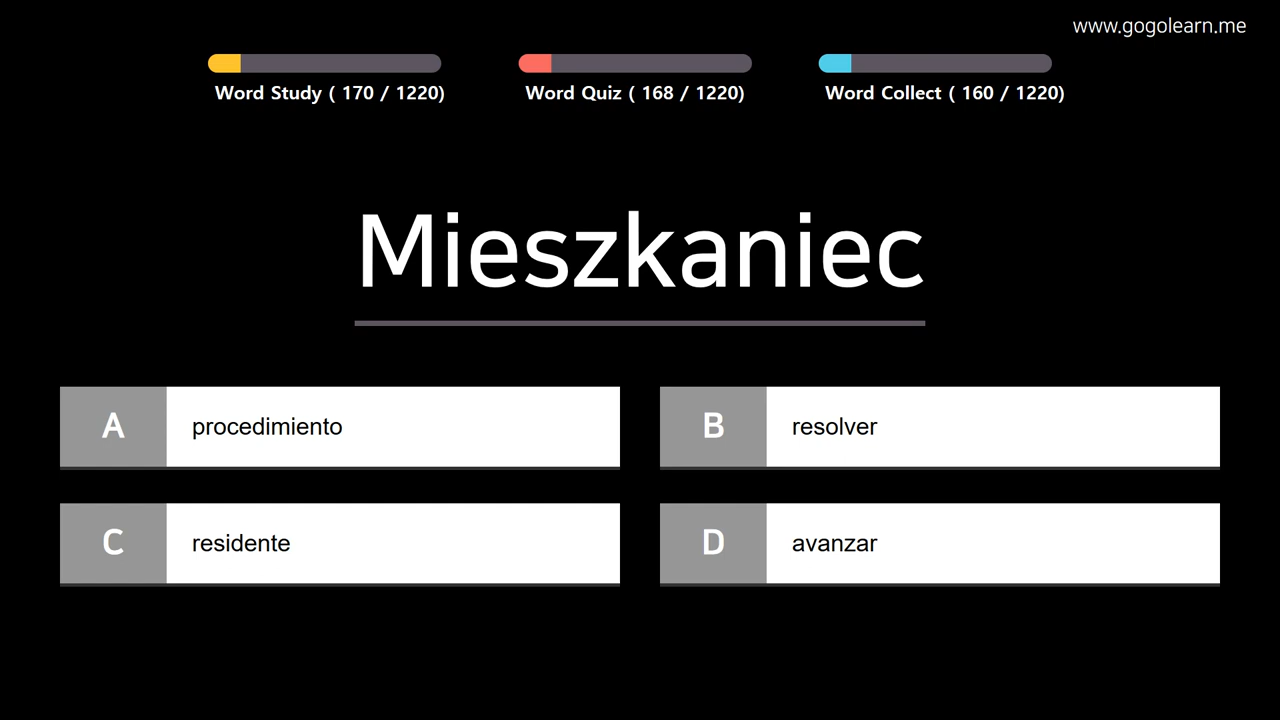 www.gogolearn.me
Word Study ( 170 / 1220)
Word Quiz ( 168 / 1220)
Word Collect ( 160 / 1220)
Mieszkaniec
A procedimiento
B resolver
C residente
D avanzar